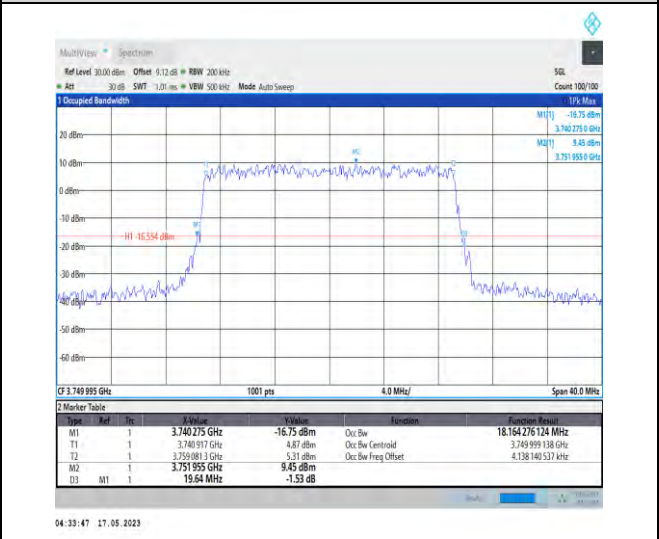 MultiView Spectrum
Ref Level 30.00 dBm Offset 9.12 dB RBW 200 kHz SGL
Att 30 dB SWT 1.01 ms VBW 500 kHz Mode Auto Sweep Count 100/100
1 Occupied Bandwidth 1Pk Max
M1[1] -16.75 dBm
3.740 275 0 GHz
M2[1] 9.45 dBm
3.751 955 0 GHz
20 dBm
M2
10 dBm
0 dBm
-10 dBm
M1
H1 -16.554 dBm
-20 dBm
-30 dBm
-40 dBm
-50 dBm
-60 dBm
CF 3.749 995 GHz 1001 pts 4.0 MHz/ Span 40.0 MHz
2 Marker Table
Type Ref Trc X-Value Y-Value Function Function Result
M1 1 3.740 275 GHz -16.75 dBm Occ Bw 18.164 276 124 MHz
T1 1 3.740 917 GHz 4.87 dBm Occ Bw Centroid 3.749 999 138 GHz
T2 1 3.759 081 3 GHz 5.31 dBm Occ Bw Freq Offset 4.138 140 537 kHz
M2 1 3.751 955 GHz 9.45 dBm
D3 M1 1 19.64 MHz -1.53 dB
04:33:47 17.05.2023